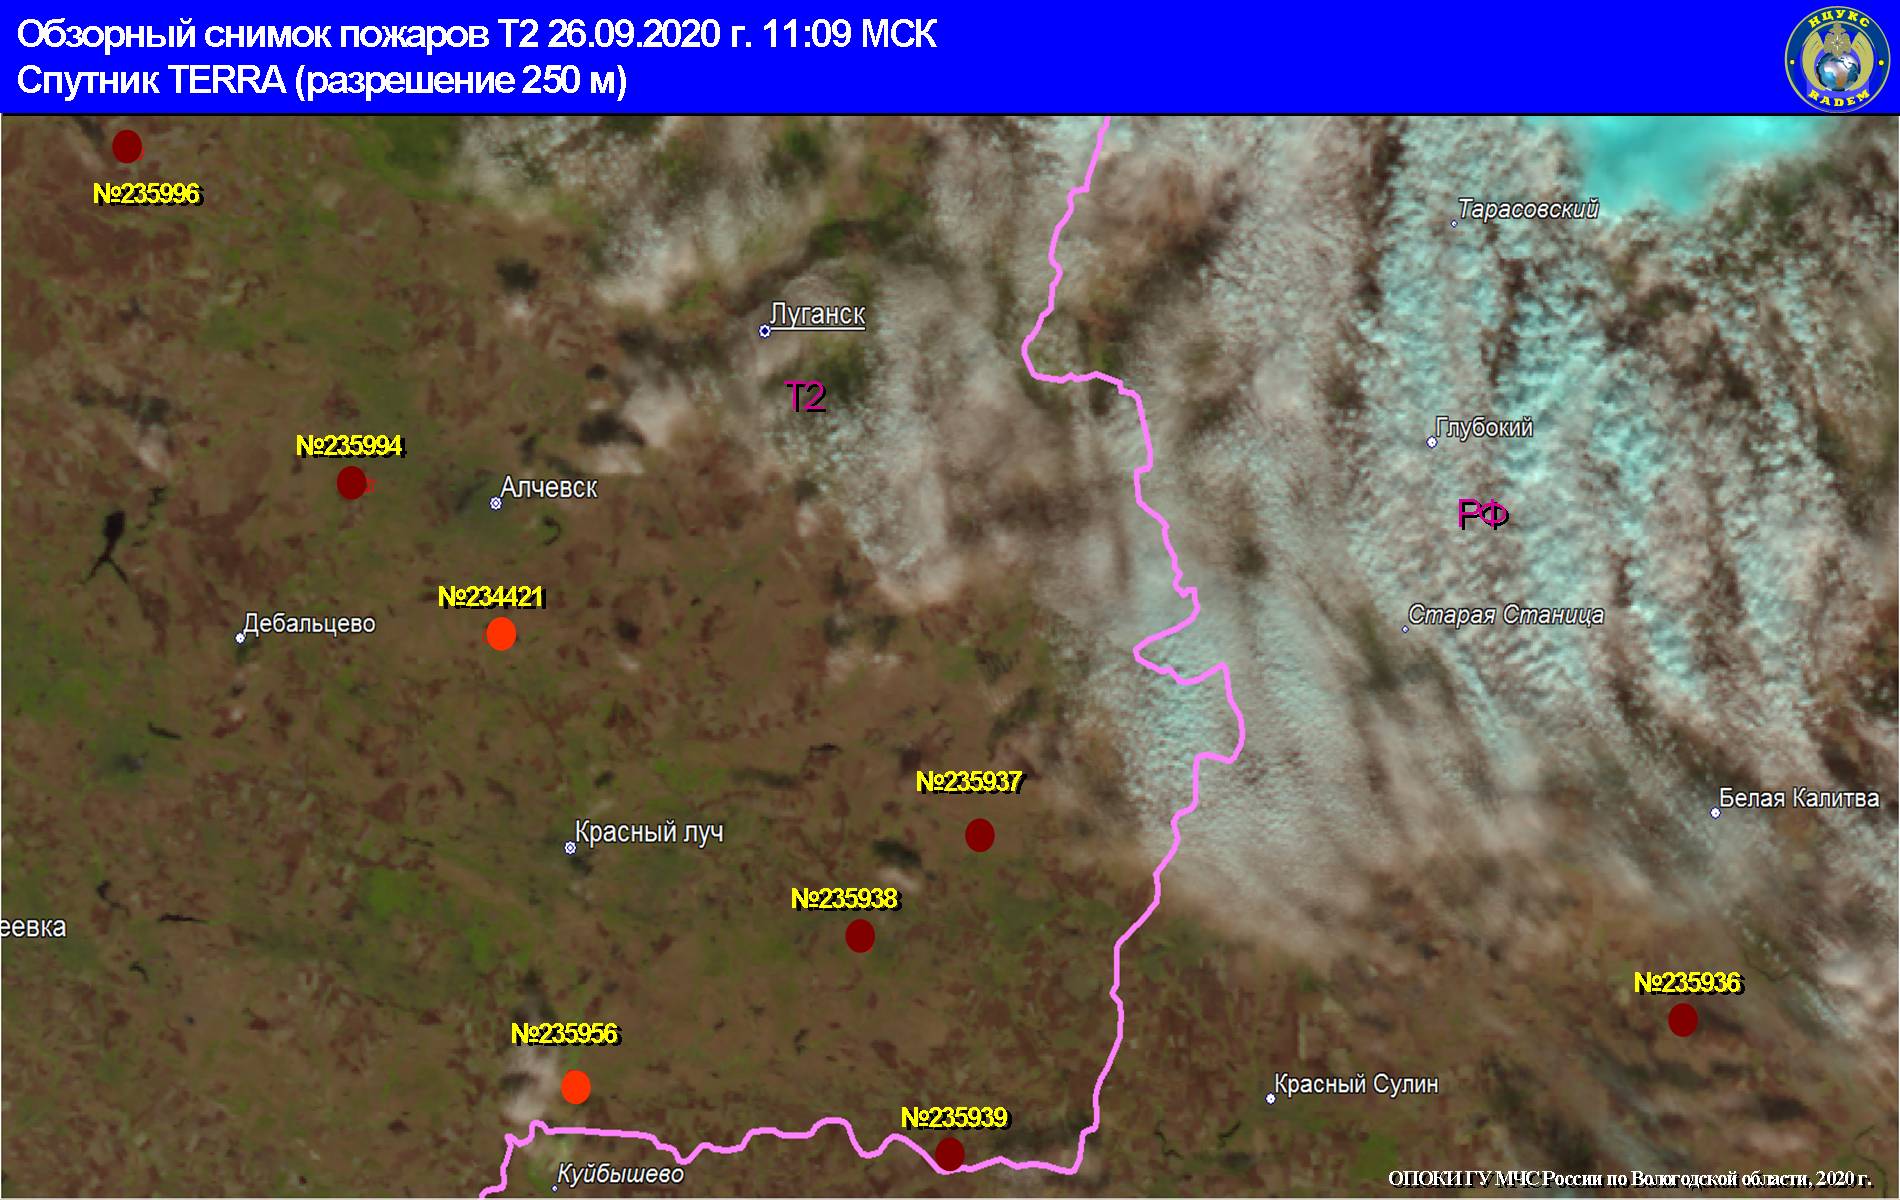 Обзорный снимок пожаров Т2 26.09.2020 г. 11:09 МСК
Спутник TERRA (разрешение 250 м)
НЦУКС
RADEM
№235996
Тарасовский
Луганск
Т2
Глубокий
№235994
Алчевск
РФ
№234421
Старая Станица
Дебальцево
№235937
Белая Калитва
Красный луч
№235938
еевка
№235936
№235956
Красный Сулин
№235939
Куйбышево
ОПОКИ ГУ МЧС России по Вологодской области, 2020 г.